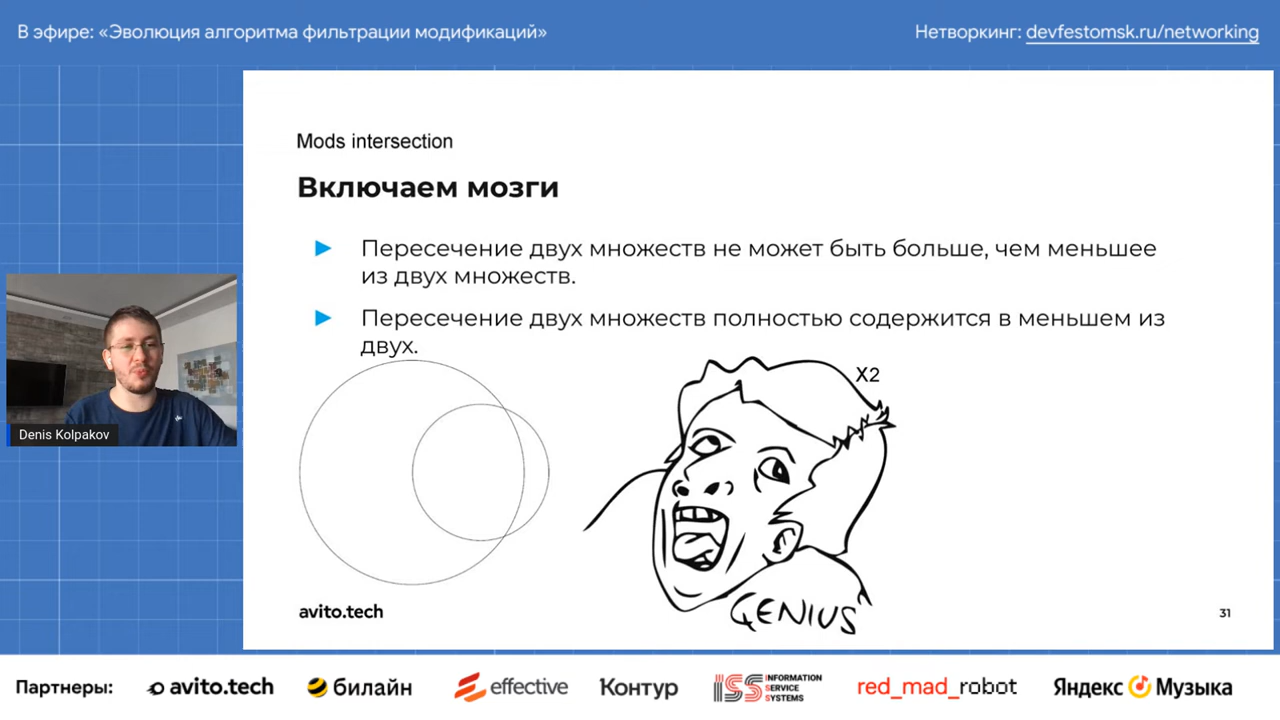 В эфире: «Эволюция алгоритма фильтрации модификаций»
Нетворкинг: devfestomsk.ru/networking
Mods intersection
Включаем мозги
Пересечение двух множеств не может быть больше, чем меньшее
из двух множеств.
Пересечение двух множеств полностью содержится в меньшем из
двух.
X2
Denis Kolpakov
GENIUS
avito.tech
31
Партнеры:
avito.tech
билайн
effective
Контур
ISS INFORMATION
SERVICE
SYSTEMS
red_mad_robot
Яндекс Музыка